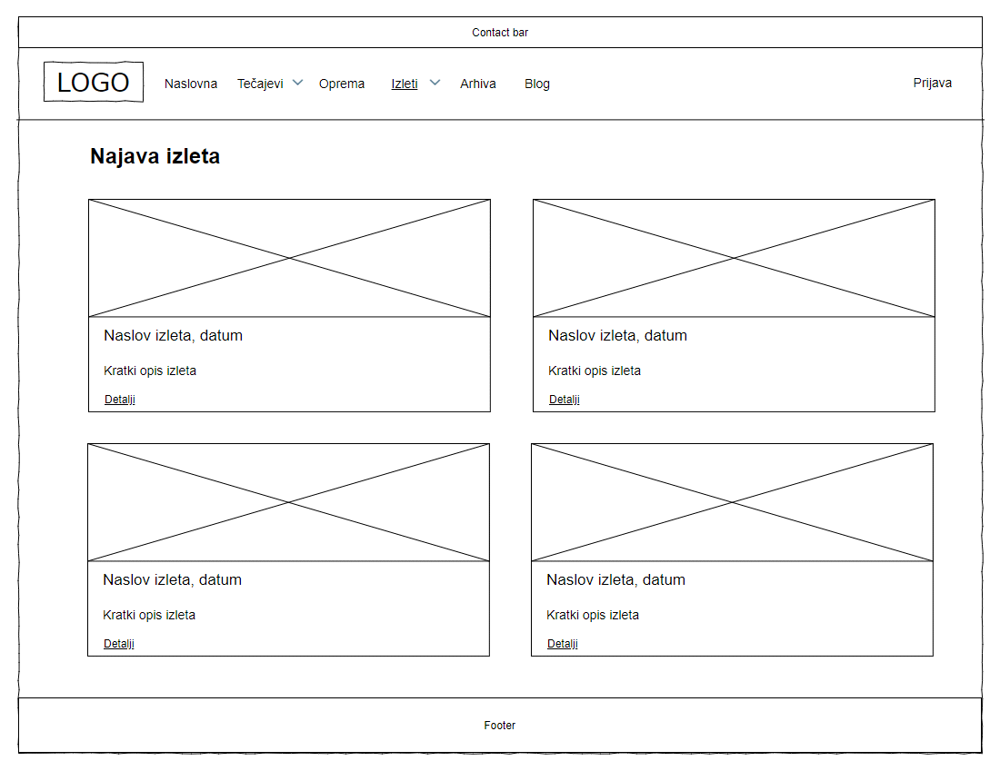 Contact bar
LOGO Naslovna Tečajevi Oprema Izleti Arhiva Blog Prijava
Najava izleta
Naslov izleta, datum
Kratki opis izleta
Detalji
Naslov izleta, datum
Kratki opis izleta
Detalji
Naslov izleta, datum
Kratki opis izleta
Detalji
Naslov izleta, datum
Kratki opis izleta
Detalji
Footer